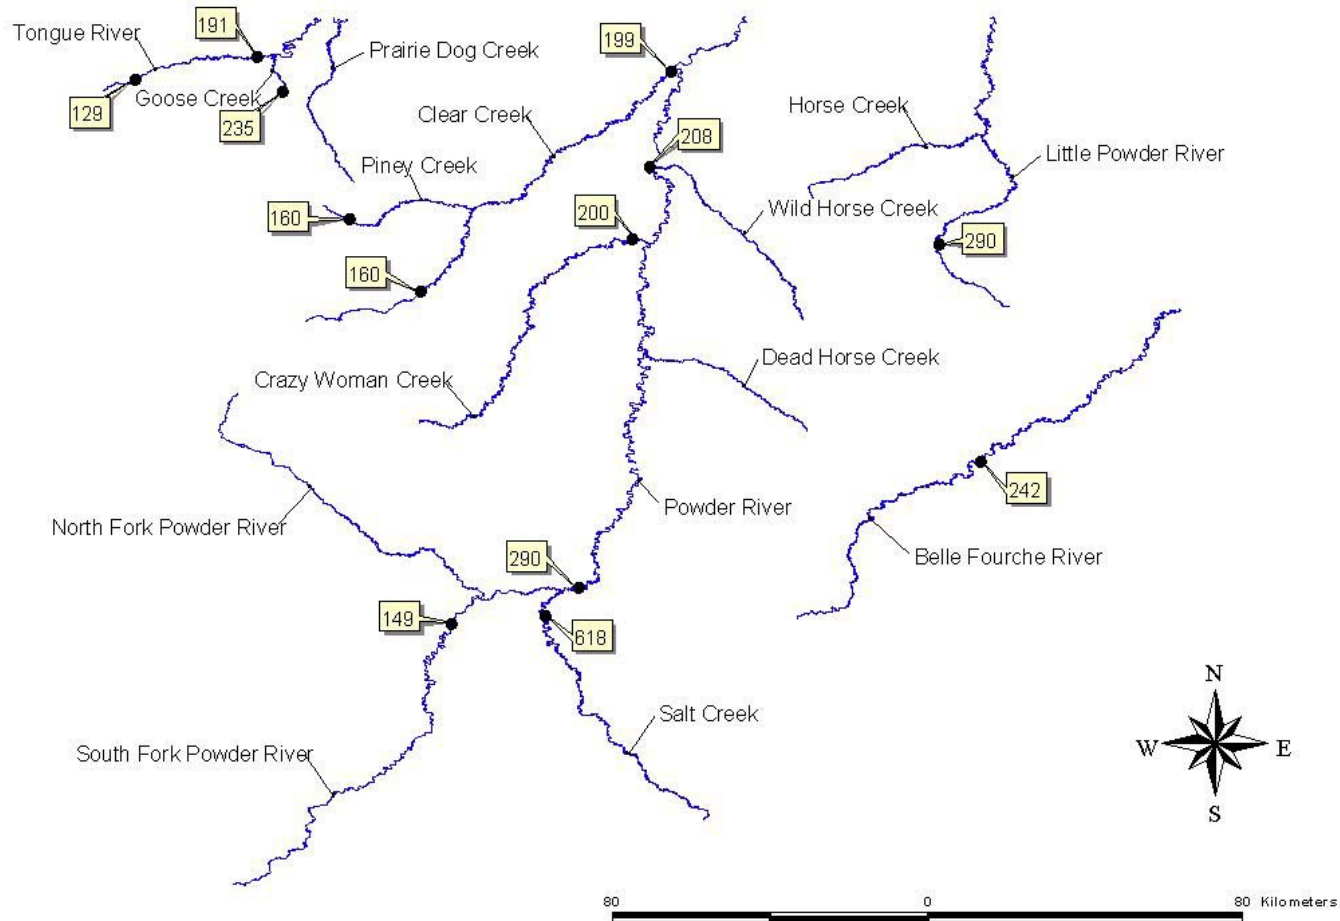 Tongue River
191
Prairie Dog Creek
199
129
Goose Creek
235
Clear Creek
Horse Creek
208
Little Powder River
Piney Creek
160
200
Wild Horse Creek
290
160
Dead Horse Creek
Crazy Woman Creek
242
Powder River
North Fork Powder River
290
Belle Fourche River
149
618
N
Salt Creek
W
E
South Fork Powder River
S
80 0 80 Kilometers